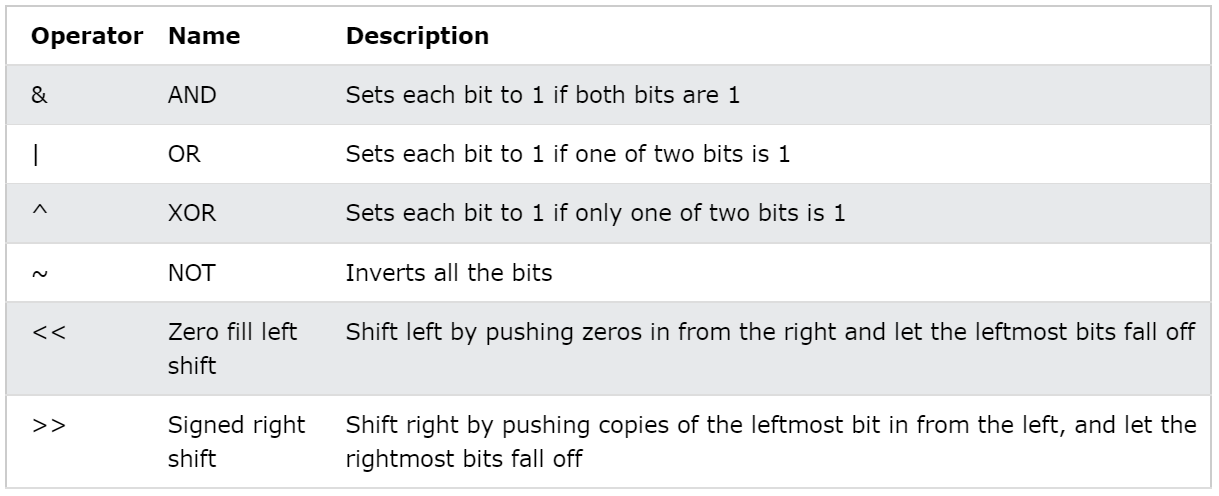 Operator Name Description
& AND Sets each bit to 1 if both bits are 1
| OR Sets each bit to 1 if one of two bits is 1
^ XOR Sets each bit to 1 if only one of two bits is 1
~ NOT Inverts all the bits
<< Zero fill left Shift left by pushing zeros in from the right and let the leftmost bits fall off
shift
>> Signed right Shift right by pushing copies of the leftmost bit in from the left, and let the
shift rightmost bits fall off